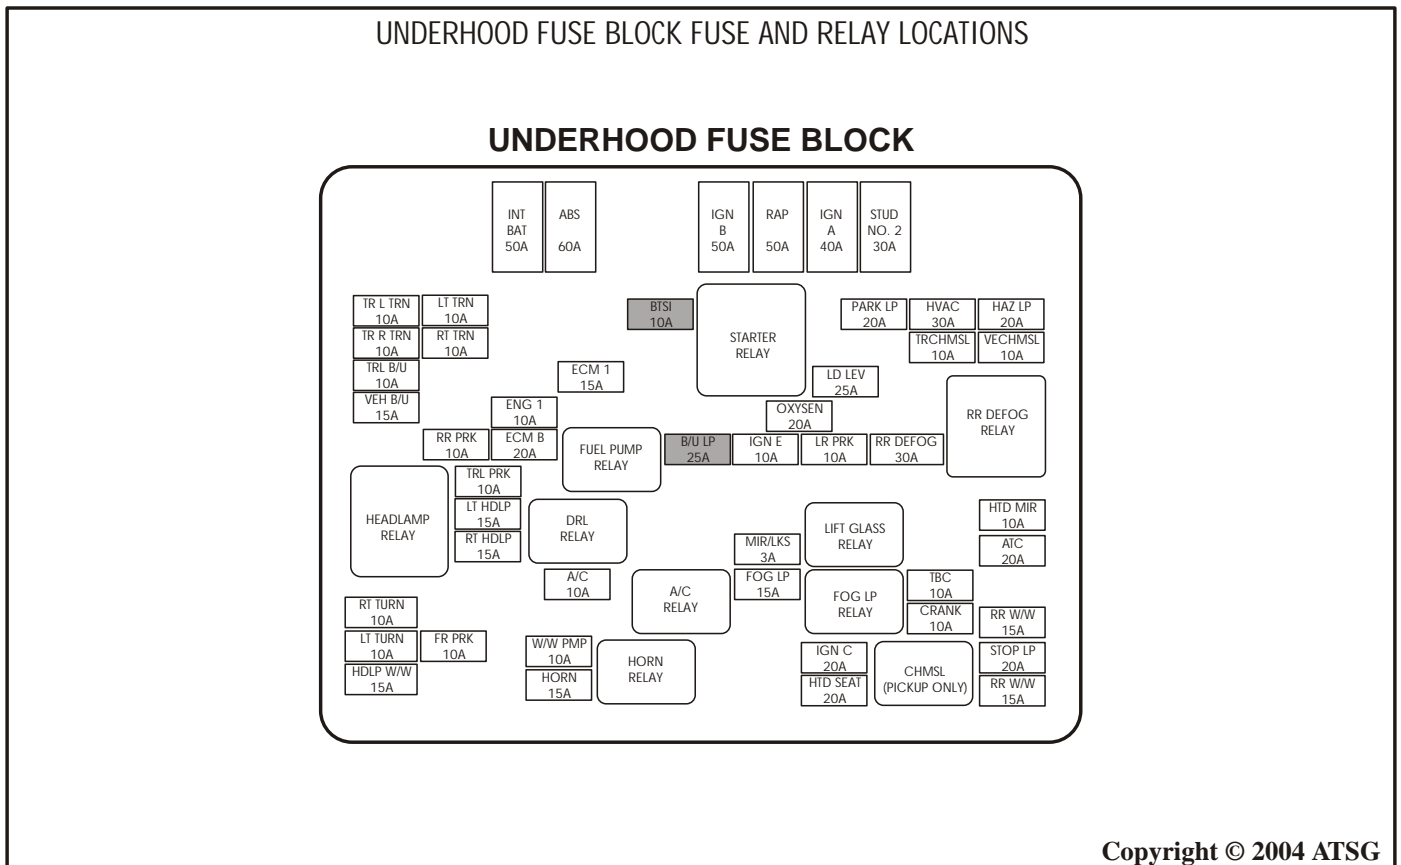 UNDERHOOD FUSE BLOCK FUSE AND RELAY LOCATIONS
UNDERHOOD FUSE BLOCK
INT
BAT
50A
ABS
60A
IGN
B
50A
RAP
50A
IGN
A
40A
STUD
NO. 2
30A
TR L TRN
10A
LT TRN
10A
TR R TRN
10A
RT TRN
10A
TRL B/U
10A
VEH B/U
15A
BTSI
10A
STARTER
RELAY
PARK LP
20A
HVAC
30A
HAZ LP
20A
TRCHMSL
10A
VECHMSL
10A
ECM 1
15A
LD LEV
25A
ENG 1
10A
OXYSEN
20A
RR DEFOG
RELAY
RR PRK
10A
ECM B
20A
FUEL PUMP
RELAY
B/U LP
25A
IGN E
10A
LR PRK
10A
RR DEFOG
30A
HEADLAMP
RELAY
TRL PRK
10A
LT HDLP
15A
RT HDLP
15A
DRL
RELAY
LIFT GLASS
RELAY
HTD MIR
10A
ATC
20A
MIR/LKS
3A
A/C
10A
A/C
RELAY
FOG LP
15A
FOG LP
RELAY
TBC
10A
CRANK
10A
RR W/W
15A
RT TURN
10A
LT TURN
10A
FR PRK
10A
HDLP W/W
15A
W/W PMP
10A
HORN
15A
HORN
RELAY
IGN C
20A
HTD SEAT
20A
CHMSL
(PICKUP ONLY)
STOP LP
20A
RR W/W
15A
Copyright © 2004 ATSG